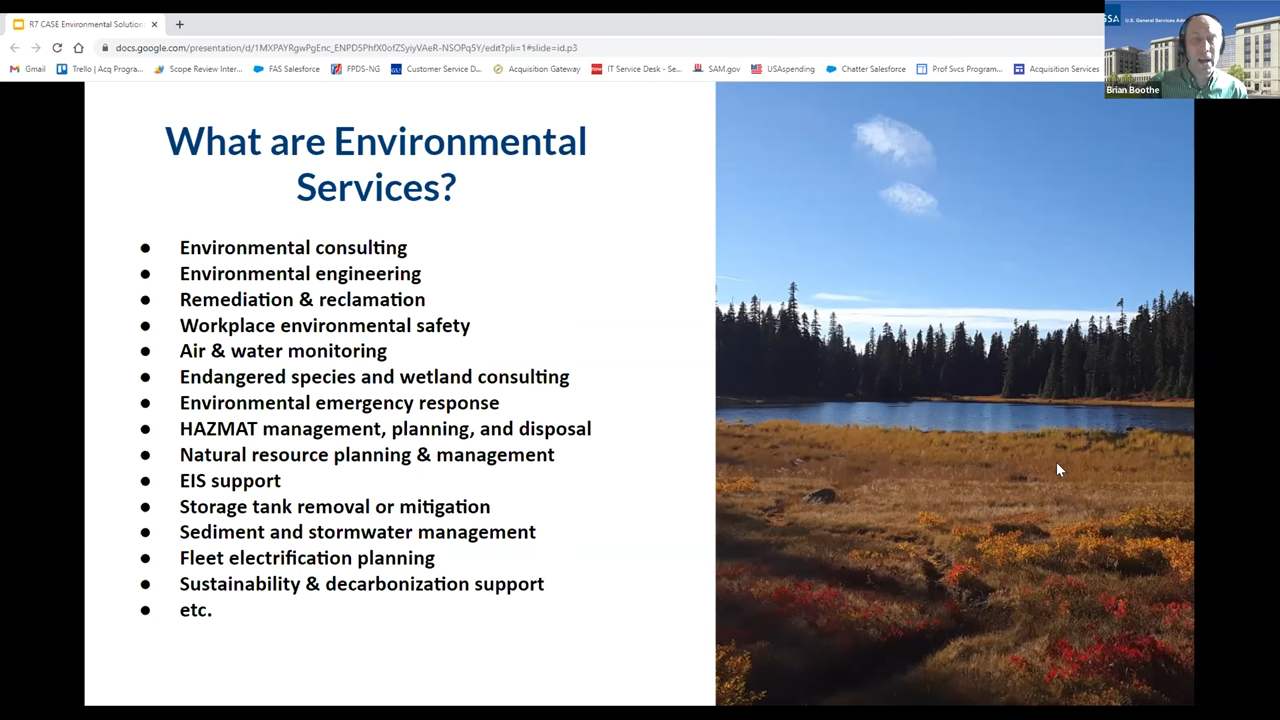 R7 CASE Environmental Solution
docs.google.com/presentation/d/1MXPAYRgwPgEnc_ENPD5PhfX0ofZSyiyVAeR-NSOPq5Y/edit?pli=1#slide=id.p3
Gmail
Trello | Acq Progra...
Scope Review Inter...
FAS Salesforce
FPDS-NG
Customer Service D...
Acquisition Gateway
IT Service Desk - Se...
SAM.gov
USAspending
Chatter Salesforce
Prof Svcs Program...
Acquisition Services
GSA
U.S. General Services
Brian Boothe
What are Environmental
Services?
● Environmental consulting
● Environmental engineering
● Remediation & reclamation
● Workplace environmental safety
● Air & water monitoring
● Endangered species and wetland consulting
● Environmental emergency response
● HAZMAT management, planning, and disposal
● Natural resource planning & management
● EIS support
● Storage tank removal or mitigation
● Sediment and stormwater management
● Fleet electrification planning
● Sustainability & decarbonization support
● etc.